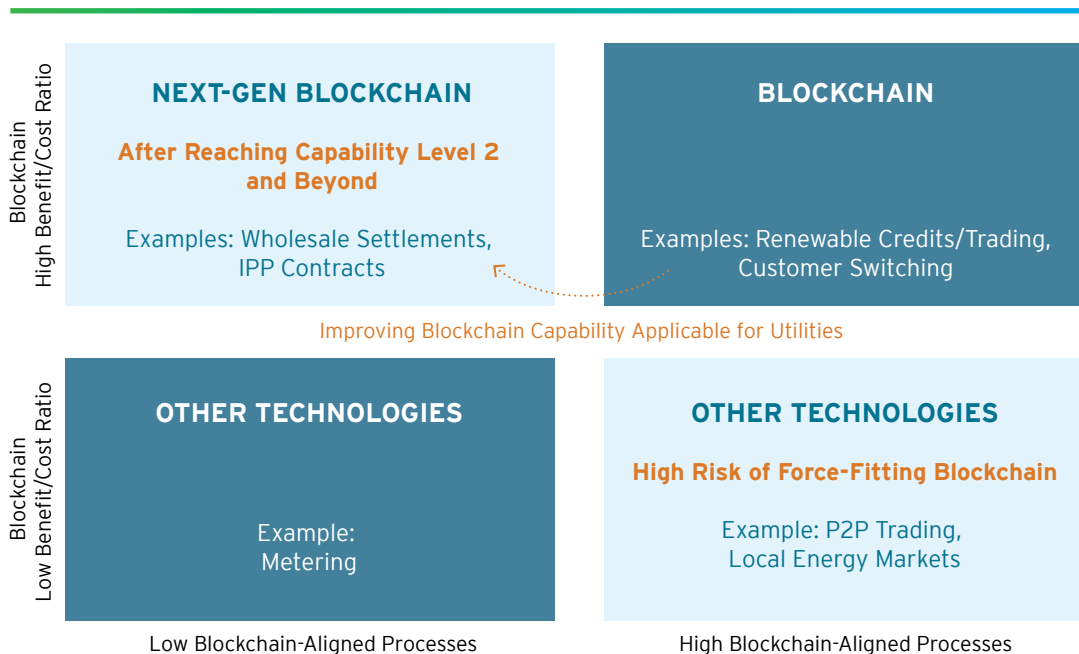 Blockchain
High Benefit/Cost Ratio
NEXT-GEN BLOCKCHAIN
After Reaching Capability Level 2
and Beyond
Examples: Wholesale Settlements,
IPP Contracts
BLOCKCHAIN
Examples: Renewable Credits/Trading,
Customer Switching
Improving Blockchain Capability Applicable for Utilities
Blockchain
Low Benefit/Cost Ratio
OTHER TECHNOLOGIES
Example:
Metering
OTHER TECHNOLOGIES
High Risk of Force-Fitting Blockchain
Example: P2P Trading,
Local Energy Markets
Low Blockchain-Aligned Processes
High Blockchain-Aligned Processes